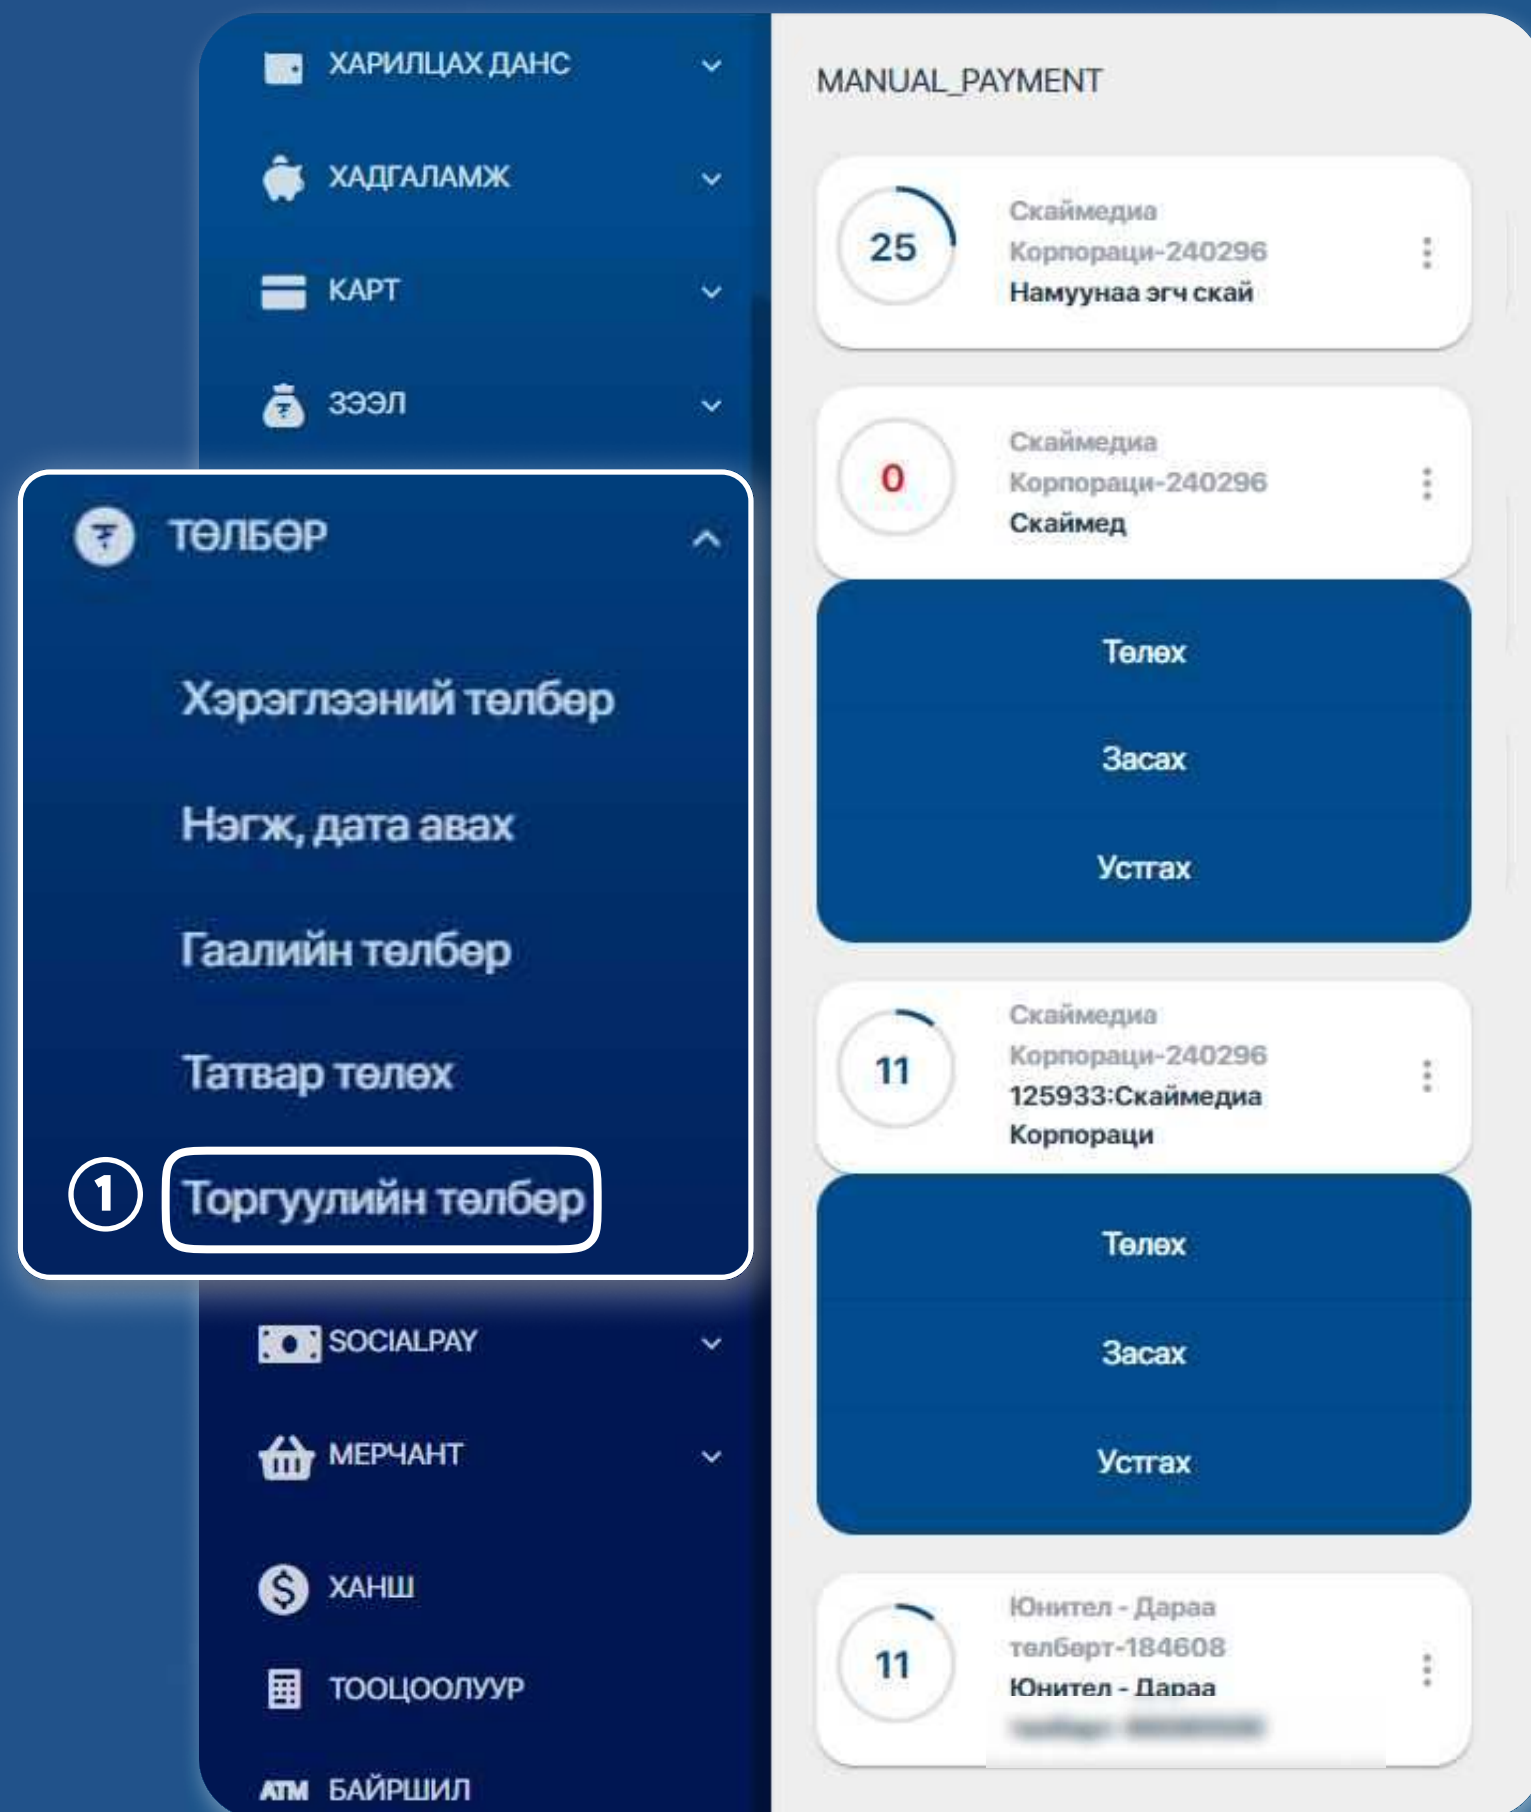 ХАРИЛЦАХ ДАНС
ХАДГАЛАМЖ
КАРТ
ЗЭЭЛ
₮ ТӨЛБӨР
Хэрэглээний төлбөр
Нэгж, дата авах
Гаалийн төлбөр
Татвар төлөх
1 Торгуулийн төлбөр
SOCIALPAY
МЕРЧАНТ
$ ХАНШ
ТООЦООЛУУР
ATM БАЙРШИЛ
MANUAL_PAYMENT
25
Скаймедиа
Корпораци-240296
Намуунаа эгч скай
0
Скаймедиа
Корпораци-240296
Скаймед
Төлөх
Засах
Устгах
11
Скаймедиа
Корпораци-240296
125933:Скаймедиа
Корпораци
Төлөх
Засах
Устгах
11
Юнител - Дараа
төлбөрт-184608
Юнител - Дараа